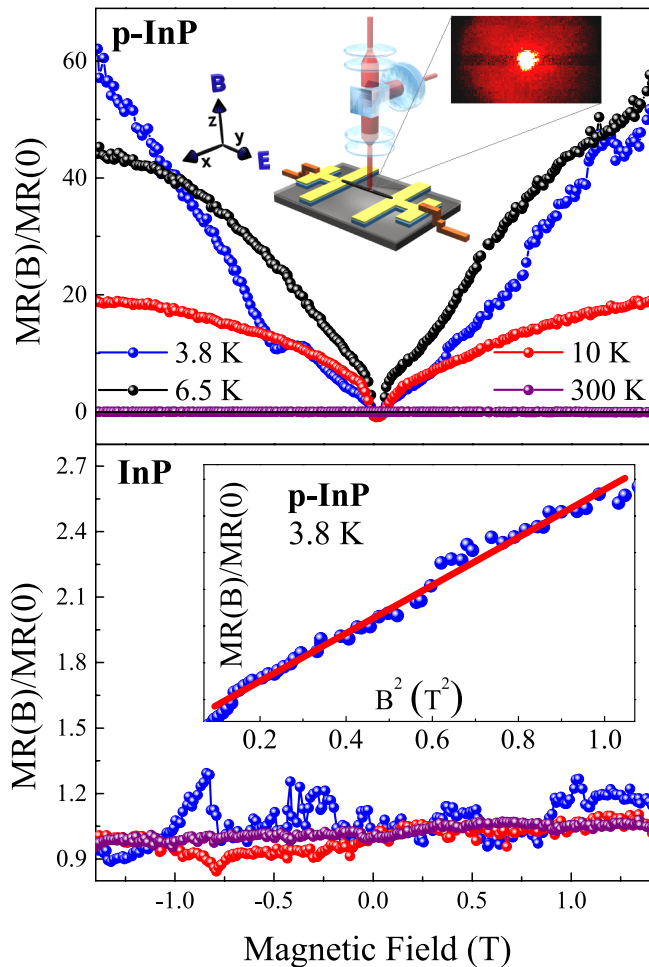 p-InP
MR(B)/MR(0)
60
40
20
0
B
z
y
x
E
3.8 K
6.5 K
10 K
300 K
InP
MR(B)/MR(0)
2.7
2.4
2.1
1.8
1.5
1.2
0.9
p-InP
3.8 K
MR(B)/MR(0)
B² (T²)
0.2 0.4 0.6 0.8 1.0
-1.0 -0.5 0.0 0.5 1.0
Magnetic Field (T)